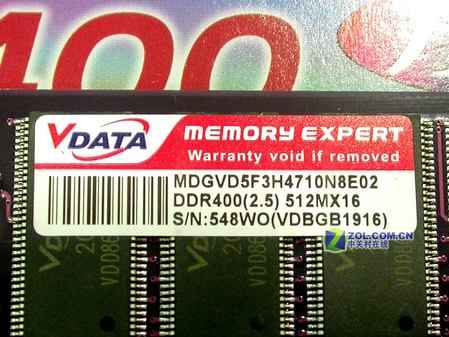 400
VDATA
MEMORY EXPERT
Warranty void if removed
MDGVD5F3H4710N8E02
DDR400(2.5) 512MX16
S/N:548WO(VDBGB1916)
ZOL.COM.CN
中关村在线